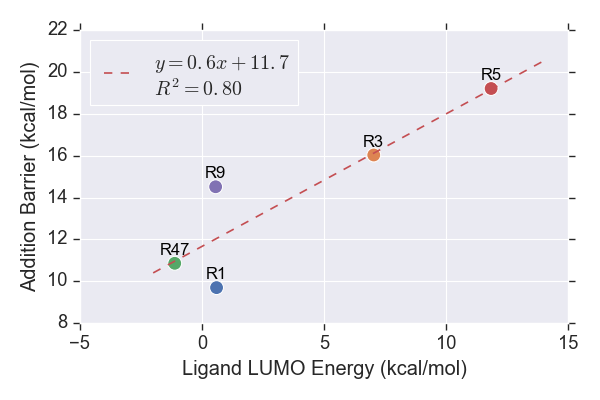 22
20
18
16
14
12
10
8
Addition Barrier (kcal/mol)
y = 0.6x + 11.7
R² = 0.80
R5
R3
R9
R47
R1
−5
0
5
10
15
Ligand LUMO Energy (kcal/mol)